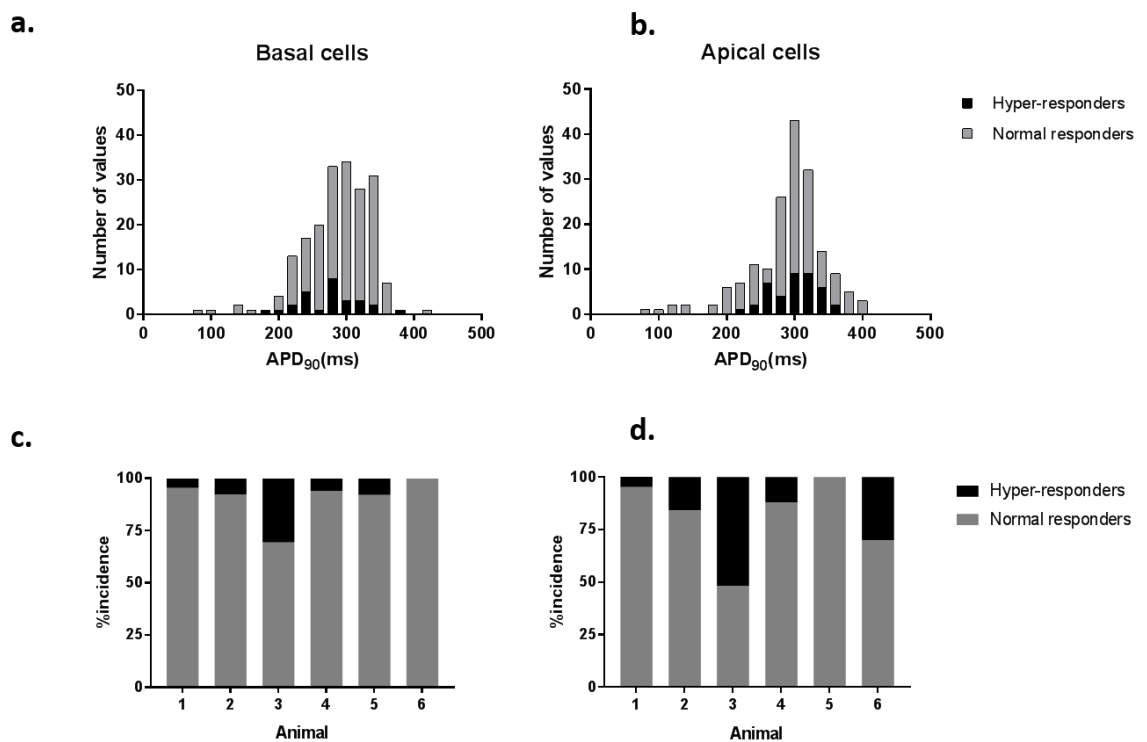 a.
Basal cells
50
40
30
20
10
0
Number of values
0 100 200 300 400 500
APD90(ms)
b.
Apical cells
50
40
30
20
10
0
Number of values
0 100 200 300 400 500
APD90(ms)
Hyper-responders
Normal responders
c.
100
75
50
25
0
%incidence
1 2 3 4 5 6
Animal
d.
100
75
50
25
0
%incidence
1 2 3 4 5 6
Animal
Hyper-responders
Normal responders